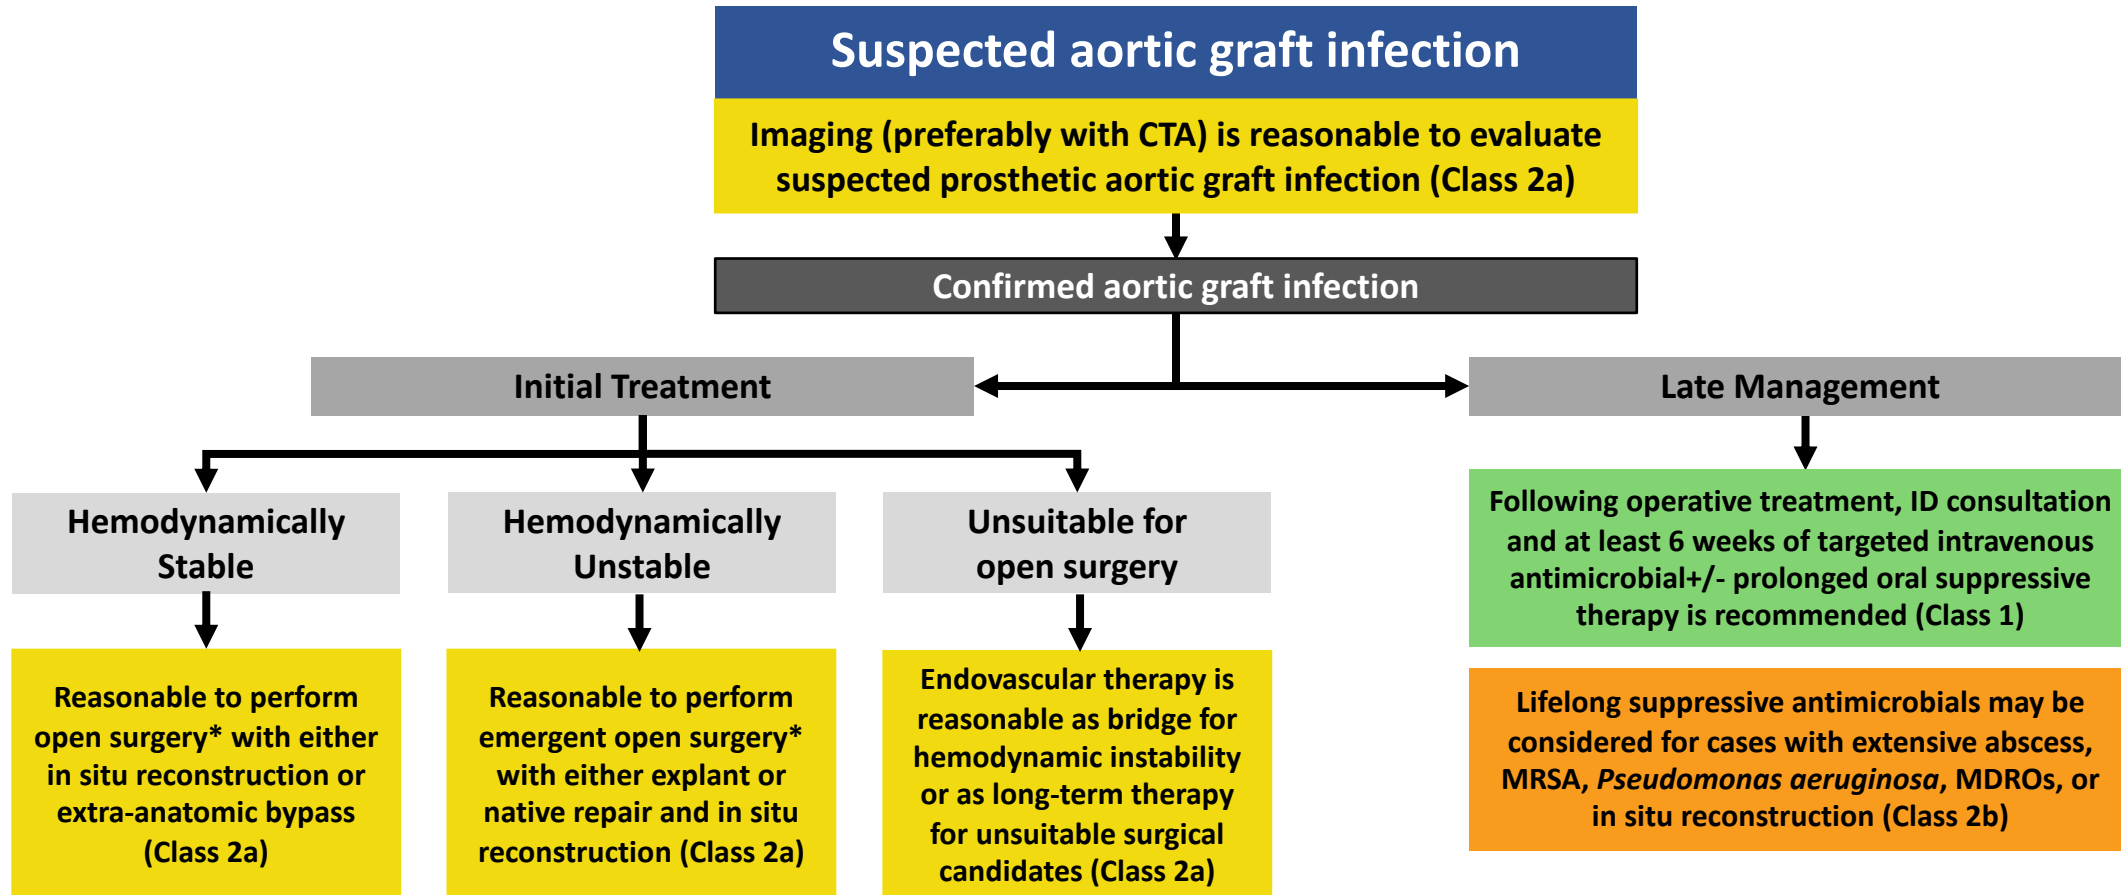 Suspected aortic graft infection
Imaging (preferably with CTA) is reasonable to evaluate
suspected prosthetic aortic graft infection (Class 2a)
Confirmed aortic graft infection
Initial Treatment
Late Management
Hemodynamically
Stable
Hemodynamically
Unstable
Unsuitable for
open surgery
Reasonable to perform
open surgery* with either
in situ reconstruction or
extra-anatomic bypass
(Class 2a)
Reasonable to perform
emergent open surgery*
with either explant or
native repair and in situ
reconstruction (Class 2a)
Endovascular therapy is
reasonable as bridge for
hemodynamic instability
or as long-term therapy
for unsuitable surgical
candidates (Class 2a)
Following operative treatment, ID consultation
and at least 6 weeks of targeted intravenous
antimicrobial+/- prolonged oral suppressive
therapy is recommended (Class 1)
Lifelong suppressive antimicrobials may be
considered for cases with extensive abscess,
MRSA, Pseudomonas aeruginosa, MDROs, or
in situ reconstruction (Class 2b)